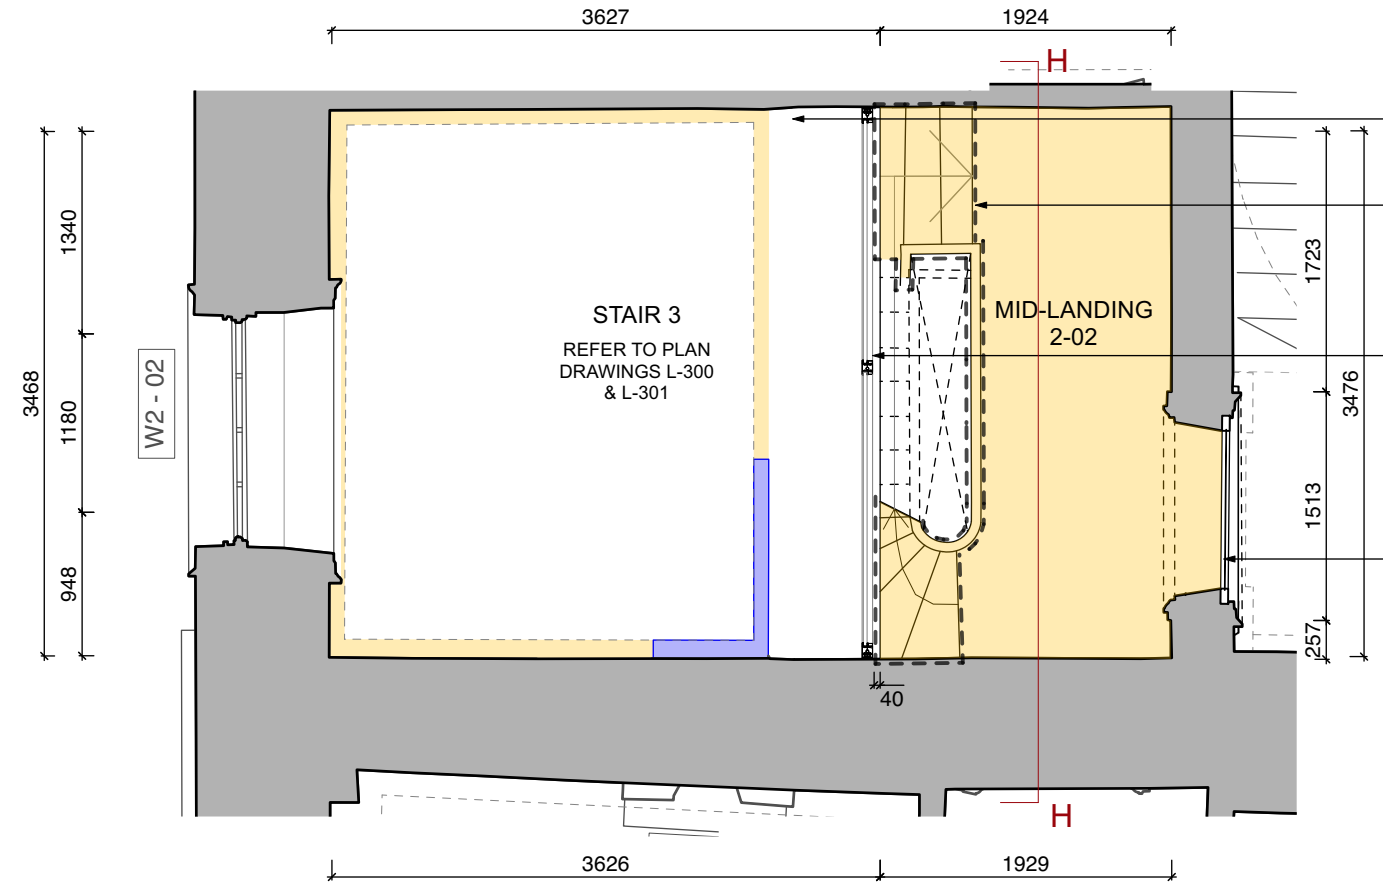 3627
1924
H
1340
1723
STAIR 3
REFER TO PLAN
DRAWINGS L-300
& L-301
MID-LANDING
2-02
W2 - 02
3468
1180
3476
1513
948
257
40
H
3626
1929